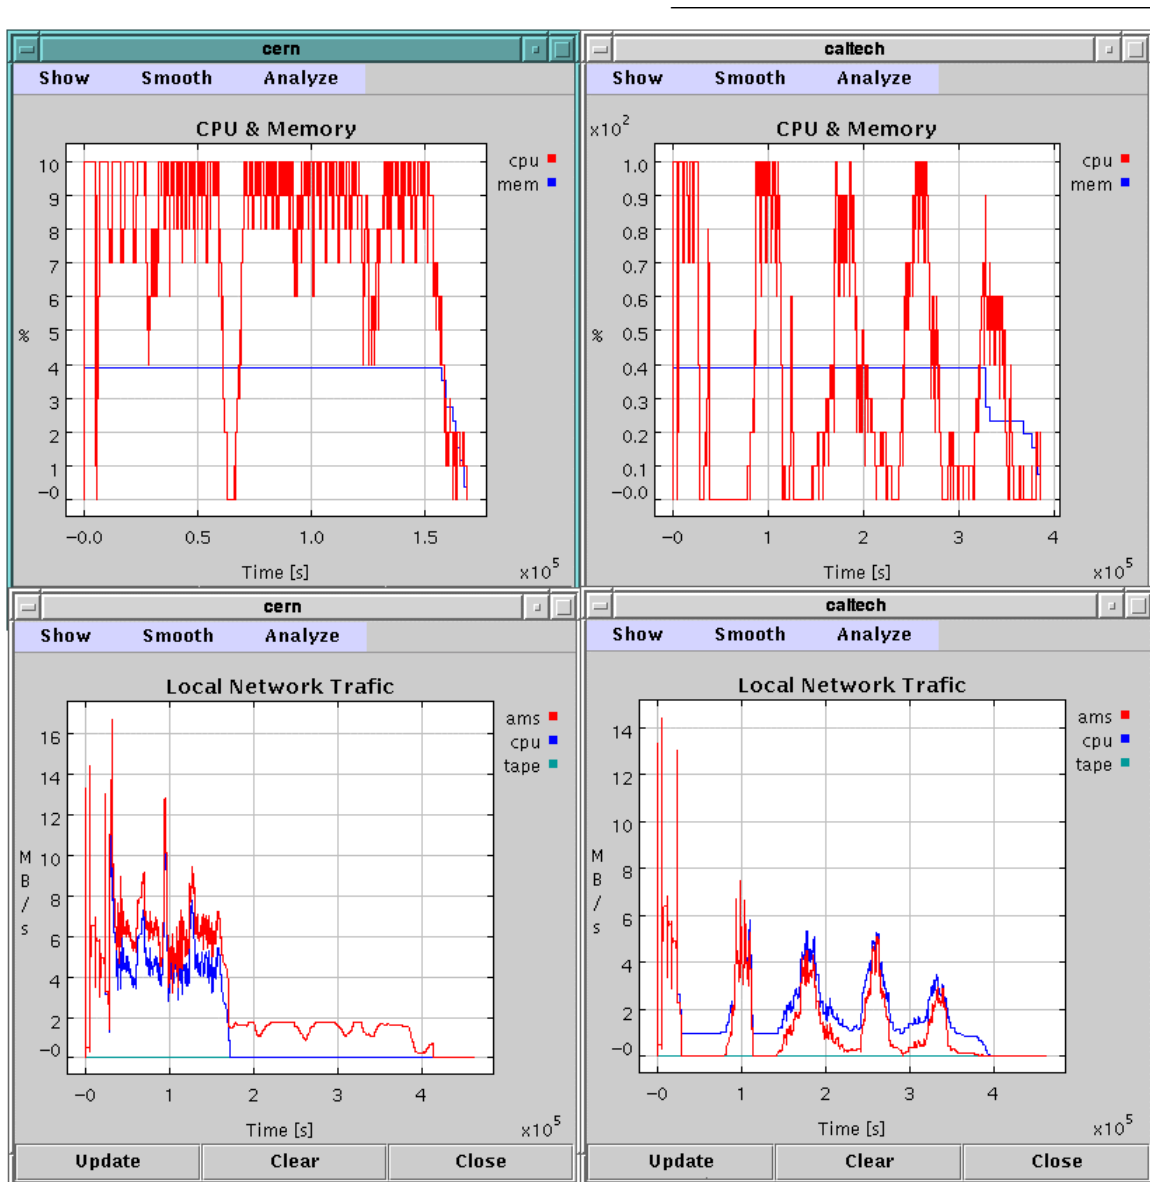 cern
Show Smooth Analyze
CPU & Memory
10
9
8
7
6
5
4
3
2
1
-0
%
cpu
mem
-0.0 0.5 1.0 1.5
Time [s] x10^5
caltech
Show Smooth Analyze
x10^2 CPU & Memory
1.0
0.9
0.8
0.7
0.6
0.5
0.4
0.3
0.2
0.1
-0.0
%
cpu
mem
-0 1 2 3 4
Time [s] x10^5
cern
Show Smooth Analyze
Local Network Trafic
16
14
12
10
8
6
4
2
-0
M
B
/
s
ams
cpu
tape
-0 1 2 3 4
Time [s] x10^5
Update Clear Close
caltech
Show Smooth Analyze
Local Network Trafic
14
12
10
8
6
4
2
-0
M
B
/
s
ams
cpu
tape
-0 1 2 3 4
Time [s] x10^5
Update Clear Close